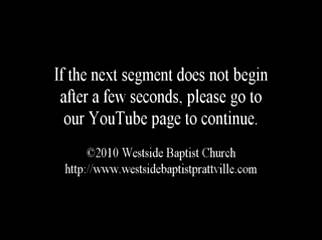 If the next segment does not begin
after a few seconds, please go to
our YouTube page to continue.
©2010 Westside Baptist Church
http://www.westsidebaptistprattville.com